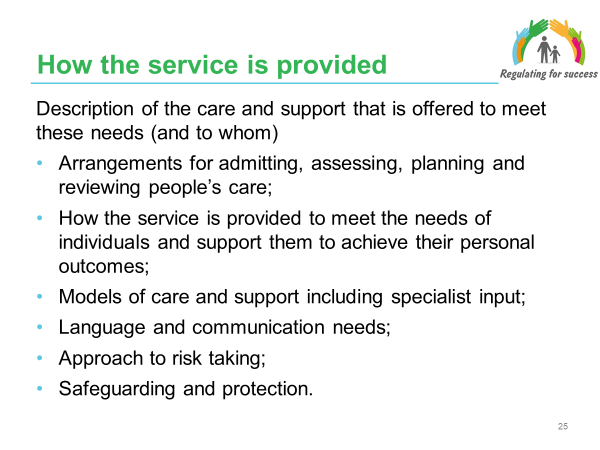 Regulating for success
How the service is provided
Description of the care and support that is offered to meet
these needs (and to whom)
• Arrangements for admitting, assessing, planning and
reviewing people’s care;
• How the service is provided to meet the needs of
individuals and support them to achieve their personal
outcomes;
• Models of care and support including specialist input;
• Language and communication needs;
• Approach to risk taking;
• Safeguarding and protection.
25